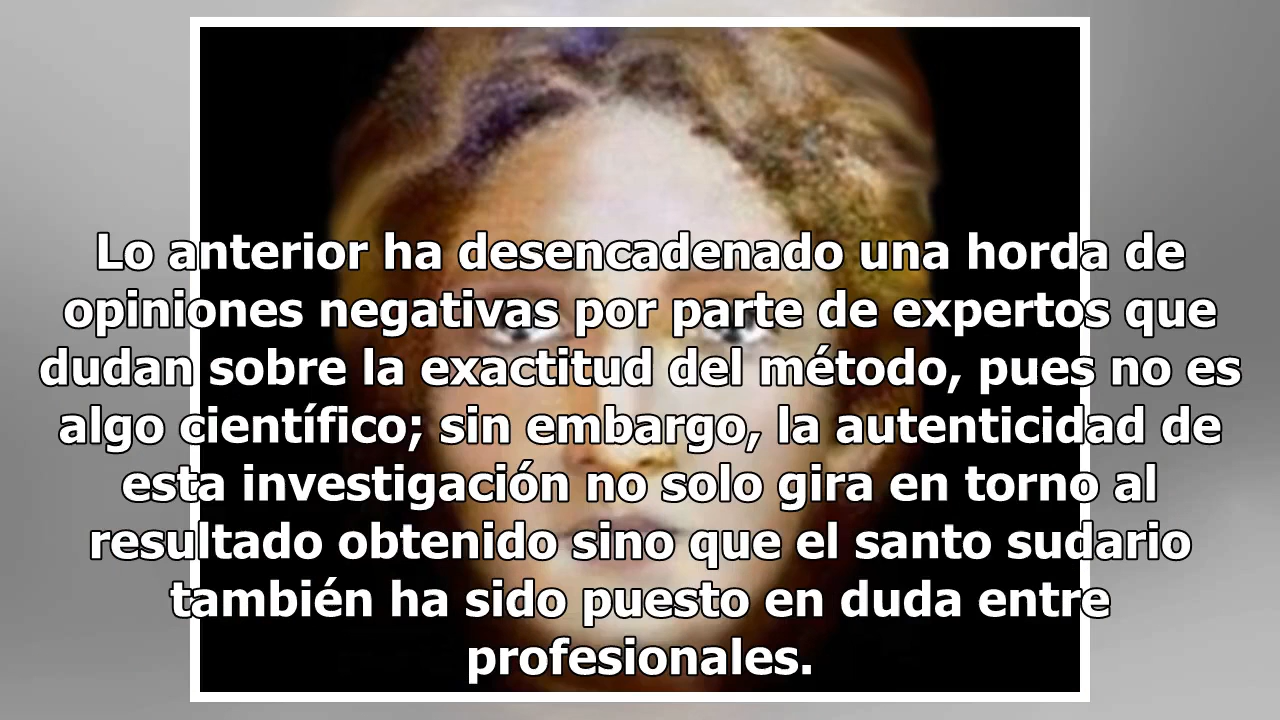 Lo anterior ha desencadenado una horda de
opiniones negativas por parte de expertos que
dudan sobre la exactitud del método, pues no es
algo científico; sin embargo, la autenticidad de
esta investigación no solo gira en torno al
resultado obtenido sino que el santo sudario
también ha sido puesto en duda entre
profesionales.